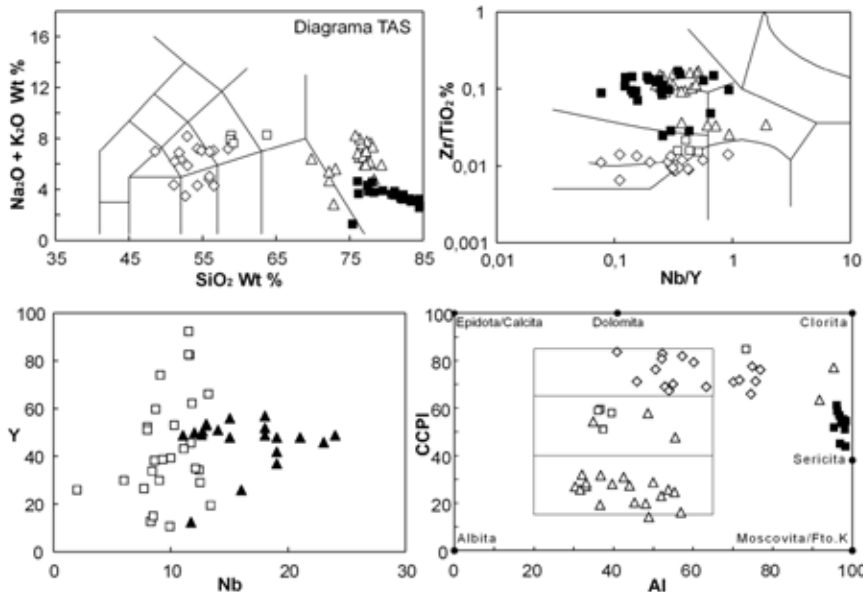 Diagrama TAS
Na₂O + K₂O Wt %
16
12
8
4
0
35 45 55 65 75 85
SiO₂ Wt %
Zr/TiO₂ %
1
0,1
0,01
0,001
0,01 0,1 1 10
Nb/Y
Y
100
80
60
40
20
0
0 10 20 30
Nb
CCPI
100
80
60
40
20
0
Epidota/Calcita Dolomita Clorita
Sericita
Albita Moscovita/Fto.K
0 20 40 60 80 100
AI